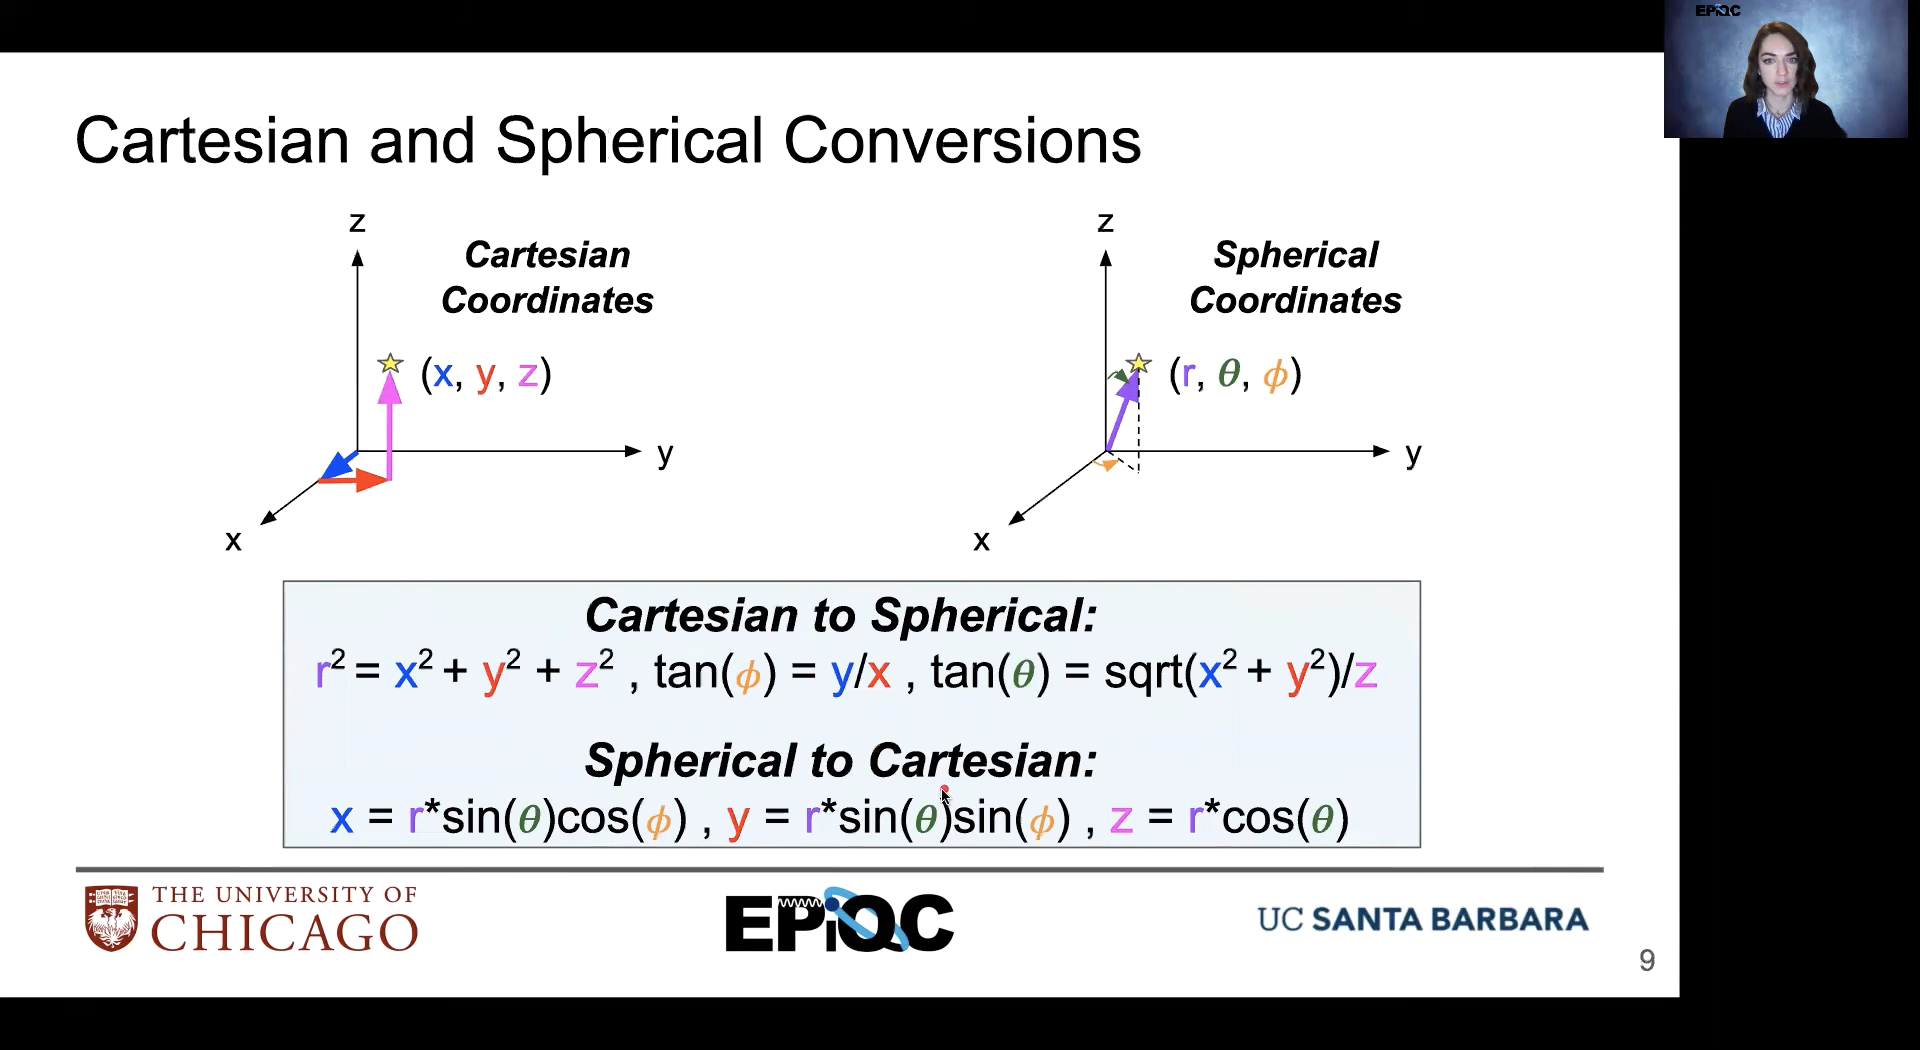 EPiQC
Cartesian and Spherical Conversions
z
Cartesian
Coordinates
(x, y, z)
y
x
z
Spherical
Coordinates
(r, θ, ϕ)
y
x
Cartesian to Spherical:
r² = x² + y² + z² , tan(ϕ) = y/x , tan(θ) = sqrt(x² + y²)/z
Spherical to Cartesian:
x = r*sin(θ)cos(ϕ) , y = r*sin(θ)sin(ϕ) , z = r*cos(θ)
THE UNIVERSITY OF
CHICAGO
EPiQC
UC SANTA BARBARA
9